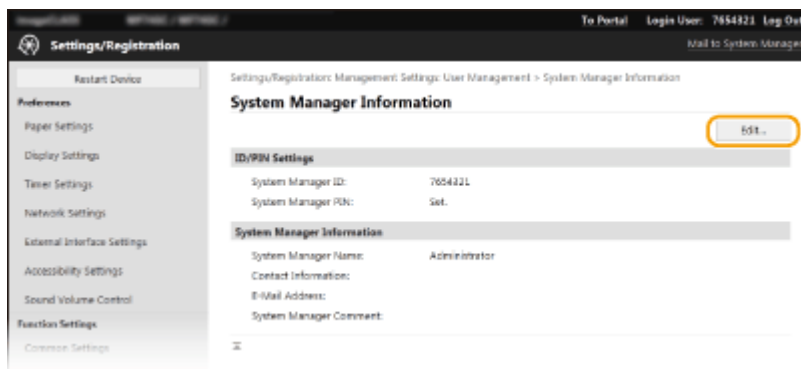 To Portal Login User: 7654321 Log Out
Settings/Registration
Mail to System Manager
Restart Device
Settings/Registration: Management Settings: User Management > System Manager Information
Preferences
System Manager Information
Paper Settings
Edit...
Display Settings
ID/PIN Settings
Timer Settings
System Manager ID: 7654321
System Manager PIN: Set.
Network Settings
System Manager Information
External Interface Settings
System Manager Name: Administrator
Accessibility Settings
Contact Information:
Sound Volume Control
E-Mail Address:
System Manager Comment:
Function Settings
Common Settings